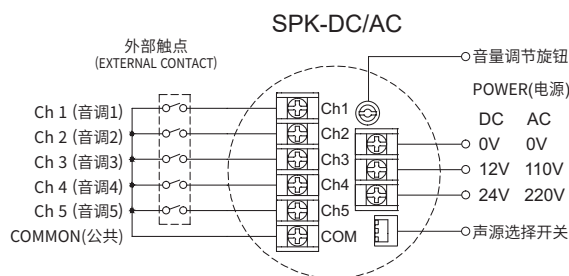 SPK-DC/AC
外部触点
(EXTERNAL CONTACT)
音量调节旋钮
POWER(电源)
DC AC
0V 0V
12V 110V
24V 220V
声源选择开关
Ch 1 (音调1)
Ch 2 (音调2)
Ch 3 (音调3)
Ch 4 (音调4)
Ch 5 (音调5)
COMMON(公共)
Ch1
Ch2
Ch3
Ch4
Ch5
COM